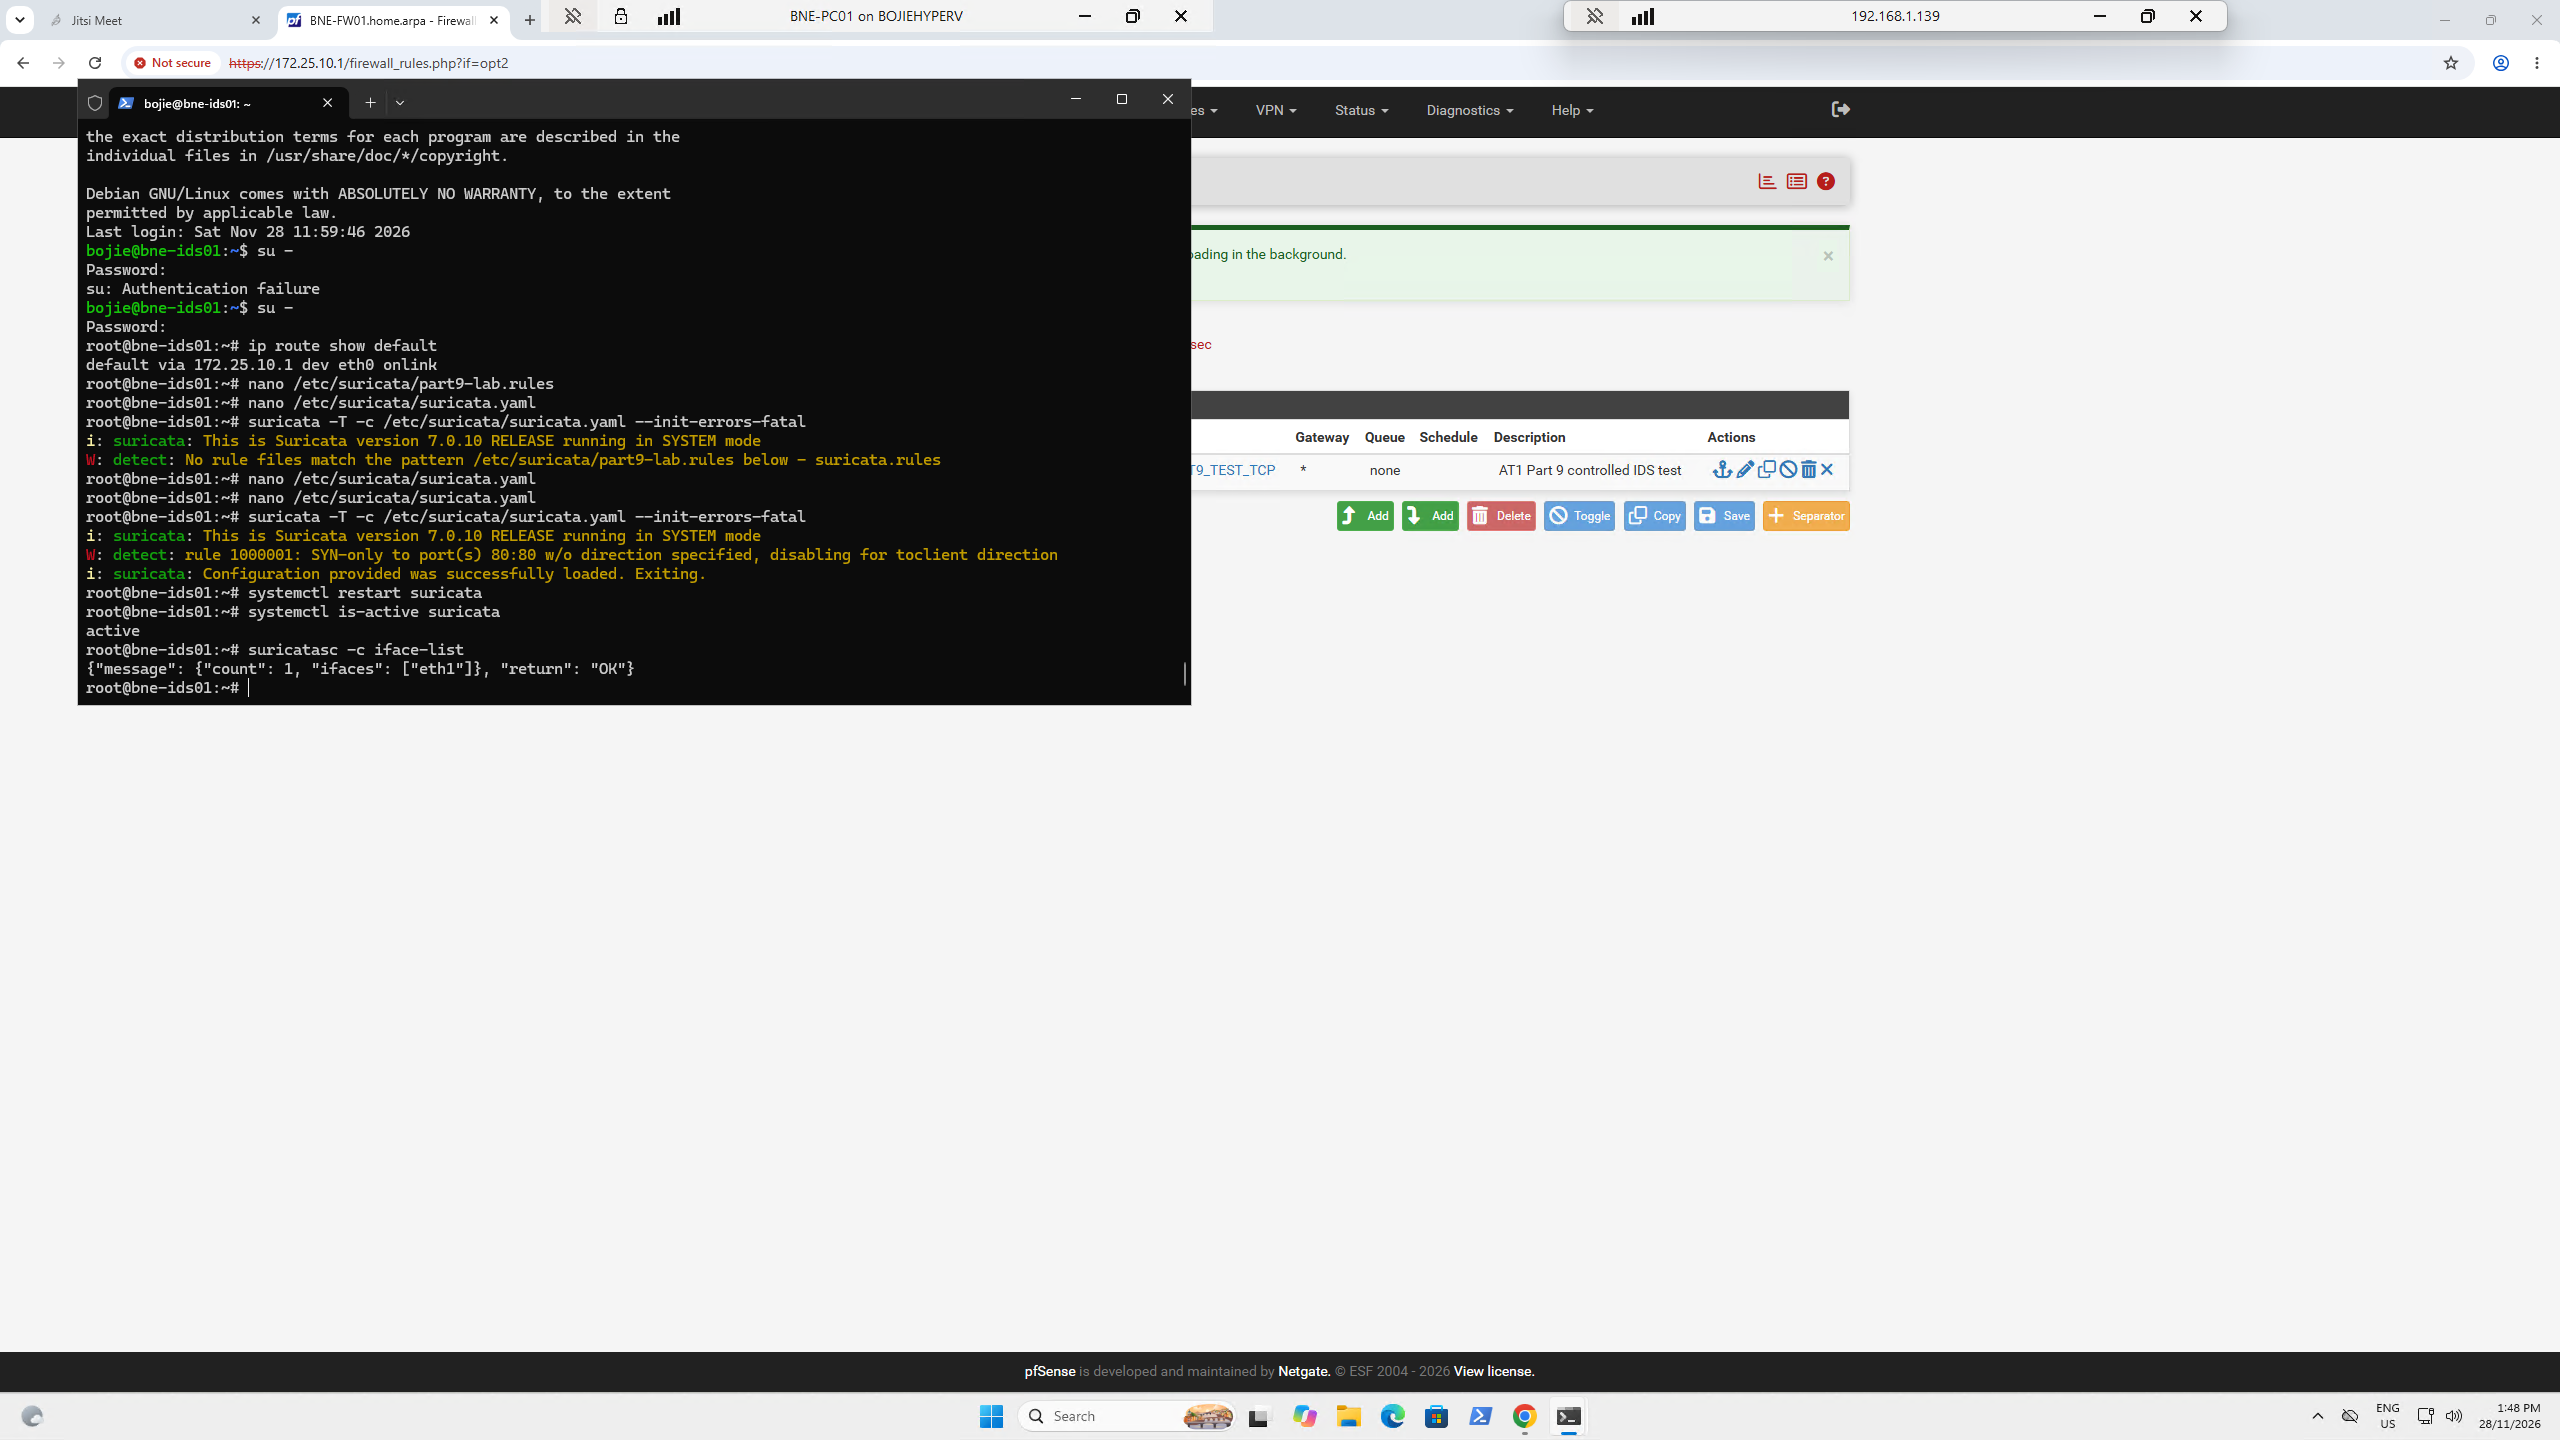 Jitsi Meet
BNE-FW01.home.arpa - Firewall
BNE-PC01 on BOJIEHYPERV
192.168.1.139
Not secure
https://172.25.10.1/firewall_rules.php?if=opt2
bojie@bne-ids01: ~
es VPN Status Diagnostics Help
the exact distribution terms for each program are described in the
individual files in /usr/share/doc/*/copyright.
Debian GNU/Linux comes with ABSOLUTELY NO WARRANTY, to the extent
permitted by applicable law.
Last login: Sat Nov 28 11:59:46 2026
bojie@bne-ids01:~$ su -
Password:
su: Authentication failure
bojie@bne-ids01:~$ su -
Password:
root@bne-ids01:~# ip route show default
default via 172.25.10.1 dev eth0 onlink
root@bne-ids01:~# nano /etc/suricata/part9-lab.rules
root@bne-ids01:~# nano /etc/suricata/suricata.yaml
root@bne-ids01:~# suricata -T -c /etc/suricata/suricata.yaml --init-errors-fatal
i: suricata: This is Suricata version 7.0.10 RELEASE running in SYSTEM mode
W: detect: No rule files match the pattern /etc/suricata/part9-lab.rules below - suricata.rules
root@bne-ids01:~# nano /etc/suricata/suricata.yaml
root@bne-ids01:~# nano /etc/suricata/suricata.yaml
root@bne-ids01:~# suricata -T -c /etc/suricata/suricata.yaml --init-errors-fatal
i: suricata: This is Suricata version 7.0.10 RELEASE running in SYSTEM mode
W: detect: rule 1000001: SYN-only to port(s) 80:80 w/o direction specified, disabling for toclient direction
i: suricata: Configuration provided was successfully loaded. Exiting.
root@bne-ids01:~# systemctl restart suricata
root@bne-ids01:~# systemctl is-active suricata
active
root@bne-ids01:~# suricatasc -c iface-list
{"message": {"count": 1, "ifaces": ["eth1"]}, "return": "OK"}
root@bne-ids01:~#
oading in the background.
sec
Gateway Queue Schedule Description Actions
T9_TEST_TCP * none AT1 Part 9 controlled IDS test
Add Add Delete Toggle Copy Save Separator
pfSense is developed and maintained by Netgate. © ESF 2004 - 2026 View license.
Search
ENG
US
1:48 PM
28/11/2026